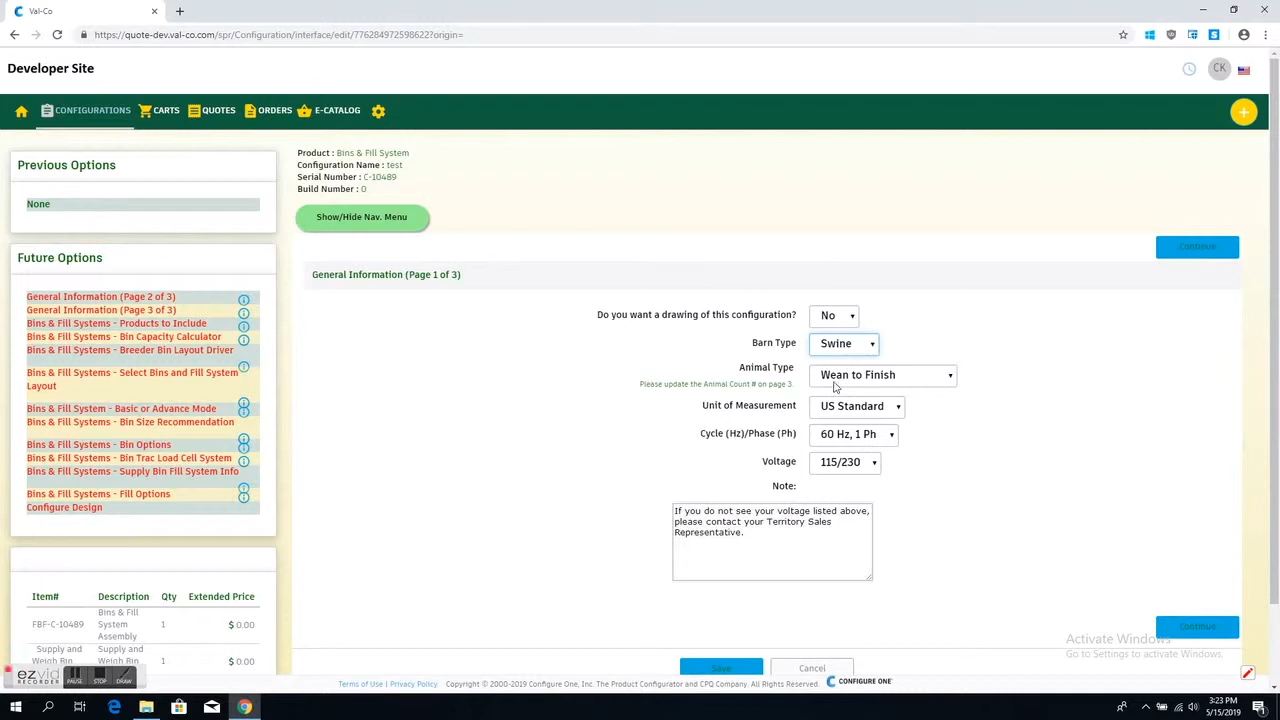 Val-Co
https://quote-dev.val-co.com/spr/Configuration/interface/edit/776284972598622?origin=
Developer Site
CK
CONFIGURATIONS
CARTS
QUOTES
ORDERS
E-CATALOG
Previous Options
None
Future Options
General Information (Page 2 of 3)
General Information (Page 3 of 3)
Bins & Fill Systems - Products to Include
Bins & Fill Systems - Bin Capacity Calculator
Bins & Fill Systems - Breeder Bin Layout Driver
Bins & Fill Systems - Select Bins and Fill System
Layout
Bins & Fill System - Basic or Advance Mode
Bins & Fill Systems - Bin Size Recommendation
Bins & Fill Systems - Bin Options
Bins & Fill Systems - Bin Trac Load Cell System
Bins & Fill Systems - Supply Bin Fill System Info
Bins & Fill Systems - Fill Options
Configure Design
Item# Description Qty Extended Price
Bins & Fill
FBF-C-10489 System 1 $ 0.00
Assembly
Supply and Supply and
Weigh Bin Weigh Bin 1 $ 0.00
Product : Bins & Fill System
Configuration Name : test
Serial Number : C-10489
Build Number : 0
Show/Hide Nav. Menu
Continue
General Information (Page 1 of 3)
Do you want a drawing of this configuration? No
Barn Type Swine
Animal Type Wean to Finish
Please update the Animal Count # on page 3.
Unit of Measurement US Standard
Cycle (Hz)/Phase (Ph) 60 Hz, 1 Ph
Voltage 115/230
Note:
If you do not see your voltage listed above,
please contact your Territory Sales
Representative.
Continue
Activate Windows
Go to Settings to activate Windows.
Save Cancel
ezvid
RECORDER
PAUSE STOP DRAW
Terms of Use | Privacy Policy Copyright © 2000-2019 Configure One, Inc. The Product Configurator and CPQ Company. All Rights Reserved. CONFIGURE ONE
3:23 PM
5/15/2019